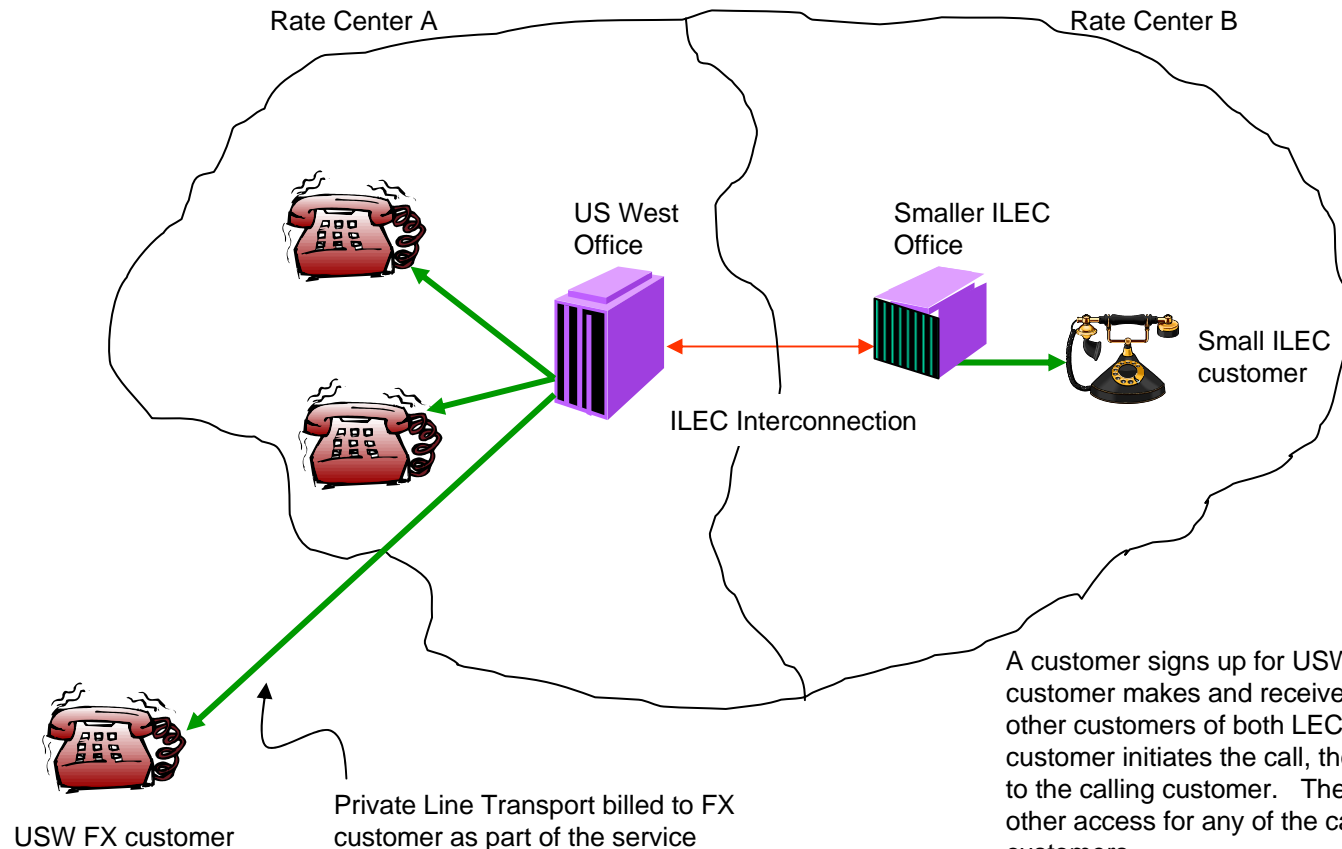 Rate Center A
Rate Center B
US West
Office
Smaller ILEC
Office
Small ILEC
customer
ILEC Interconnection
A customer signs up for USW
customer makes and receive
other customers of both LEC
customer initiates the call, the
to the calling customer. The
other access for any of the ca
customers
Private Line Transport billed to FX
customer as part of the service
USW FX customer